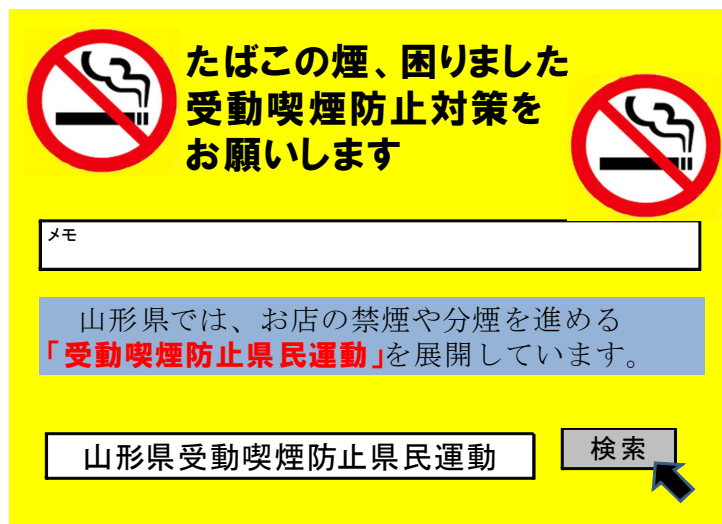 たばこの煙、困りました
受動喫煙防止対策を
お願いします
メモ
山形県では、お店の禁煙や分煙を進める
「受動喫煙防止県民運動」を展開しています。
山形県受動喫煙防止県民運動
検索